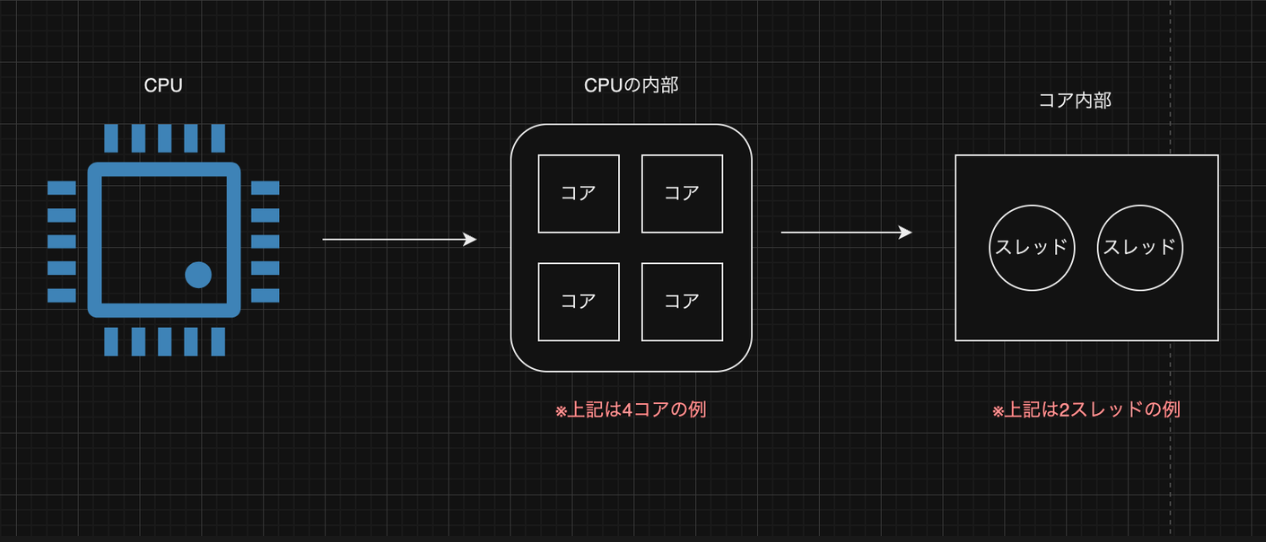 CPU
CPUの内部
コア内部
コア
コア
コア
コア
スレッド
スレッド
※上記は4コアの例
※上記は2スレッドの例